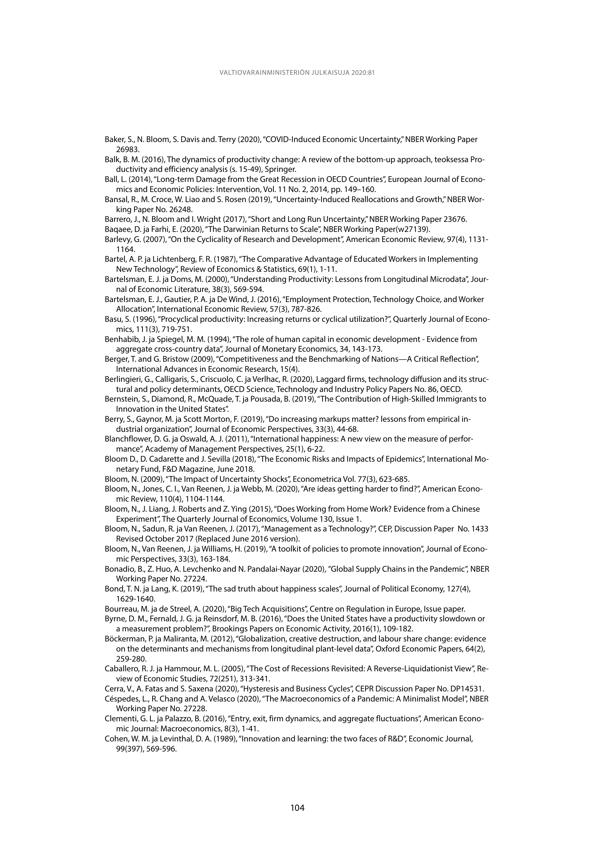 VALTIOVARAINMINISTERIÖN JULKAISUJA 2020:81
Baker, S., N. Bloom, S. Davis and. Terry (2020), “COVID-Induced Economic Uncertainty,” NBER Working Paper
26983.
Balk, B. M. (2016), The dynamics of productivity change: A review of the bottom-up approach, teoksessa Pro-
ductivity and efficiency analysis (s. 15-49), Springer.
Ball, L. (2014), “Long-term Damage from the Great Recession in OECD Countries”, European Journal of Econo-
mics and Economic Policies: Intervention, Vol. 11 No. 2, 2014, pp. 149–160.
Bansal, R., M. Croce, W. Liao and S. Rosen (2019), “Uncertainty-Induced Reallocations and Growth,” NBER Wor-
king Paper No. 26248.
Barrero, J., N. Bloom and I. Wright (2017), “Short and Long Run Uncertainty,” NBER Working Paper 23676.
Baqaee, D. ja Farhi, E. (2020), “The Darwinian Returns to Scale”, NBER Working Paper(w27139).
Barlevy, G. (2007), “On the Cyclicality of Research and Development”, American Economic Review, 97(4), 1131-
1164.
Bartel, A. P. ja Lichtenberg, F. R. (1987), “The Comparative Advantage of Educated Workers in Implementing
New Technology”, Review of Economics & Statistics, 69(1), 1-11.
Bartelsman, E. J. ja Doms, M. (2000), “Understanding Productivity: Lessons from Longitudinal Microdata”, Jour-
nal of Economic Literature, 38(3), 569-594.
Bartelsman, E. J., Gautier, P. A. ja De Wind, J. (2016), “Employment Protection, Technology Choice, and Worker
Allocation”, International Economic Review, 57(3), 787-826.
Basu, S. (1996), “Procyclical productivity: Increasing returns or cyclical utilization?”, Quarterly Journal of Econo-
mics, 111(3), 719-751.
Benhabib, J. ja Spiegel, M. M. (1994), “The role of human capital in economic development - Evidence from
aggregate cross-country data”, Journal of Monetary Economics, 34, 143-173.
Berger, T. and G. Bristow (2009), “Competitiveness and the Benchmarking of Nations—A Critical Reflection”,
International Advances in Economic Research, 15(4).
Berlingieri, G., Calligaris, S., Criscuolo, C. ja Verlhac, R. (2020), Laggard firms, technology diffusion and its struc-
tural and policy determinants, OECD Science, Technology and Industry Policy Papers No. 86, OECD.
Bernstein, S., Diamond, R., McQuade, T. ja Pousada, B. (2019), “The Contribution of High-Skilled Immigrants to
Innovation in the United States”.
Berry, S., Gaynor, M. ja Scott Morton, F. (2019), “Do increasing markups matter? lessons from empirical in-
dustrial organization”, Journal of Economic Perspectives, 33(3), 44-68.
Blanchflower, D. G. ja Oswald, A. J. (2011), “International happiness: A new view on the measure of perfor-
mance”, Academy of Management Perspectives, 25(1), 6-22.
Bloom D., D. Cadarette and J. Sevilla (2018), “The Economic Risks and Impacts of Epidemics”, International Mo-
netary Fund, F&D Magazine, June 2018.
Bloom, N. (2009), “The Impact of Uncertainty Shocks”, Econometrica Vol. 77(3), 623-685.
Bloom, N., Jones, C. I., Van Reenen, J. ja Webb, M. (2020), “Are ideas getting harder to find?”, American Econo-
mic Review, 110(4), 1104-1144.
Bloom, N., J. Liang, J. Roberts and Z. Ying (2015), “Does Working from Home Work? Evidence from a Chinese
Experiment”, The Quarterly Journal of Economics, Volume 130, Issue 1.
Bloom, N., Sadun, R. ja Van Reenen, J. (2017), “Management as a Technology?”, CEP, Discussion Paper No. 1433
Revised October 2017 (Replaced June 2016 version).
Bloom, N., Van Reenen, J. ja Williams, H. (2019), “A toolkit of policies to promote innovation”, Journal of Econo-
mic Perspectives, 33(3), 163-184.
Bonadio, B., Z. Huo, A. Levchenko and N. Pandalai-Nayar (2020), “Global Supply Chains in the Pandemic”, NBER
Working Paper No. 27224.
Bond, T. N. ja Lang, K. (2019), “The sad truth about happiness scales”, Journal of Political Economy, 127(4),
1629-1640.
Bourreau, M. ja de Streel, A. (2020), “Big Tech Acquisitions”, Centre on Regulation in Europe, Issue paper.
Byrne, D. M., Fernald, J. G. ja Reinsdorf, M. B. (2016), “Does the United States have a productivity slowdown or
a measurement problem?”, Brookings Papers on Economic Activity, 2016(1), 109-182.
Böckerman, P. ja Maliranta, M. (2012), “Globalization, creative destruction, and labour share change: evidence
on the determinants and mechanisms from longitudinal plant-level data”, Oxford Economic Papers, 64(2),
259-280.
Caballero, R. J. ja Hammour, M. L. (2005), “The Cost of Recessions Revisited: A Reverse-Liquidationist View”, Re-
view of Economic Studies, 72(251), 313-341.
Cerra, V., A. Fatas and S. Saxena (2020), “Hysteresis and Business Cycles”, CEPR Discussion Paper No. DP14531.
Céspedes, L., R. Chang and A. Velasco (2020), “The Macroeconomics of a Pandemic: A Minimalist Model”, NBER
Working Paper No. 27228.
Clementi, G. L. ja Palazzo, B. (2016), “Entry, exit, firm dynamics, and aggregate fluctuations”, American Econo-
mic Journal: Macroeconomics, 8(3), 1-41.
Cohen, W. M. ja Levinthal, D. A. (1989), “Innovation and learning: the two faces of R&D”, Economic Journal,
99(397), 569-596.
104